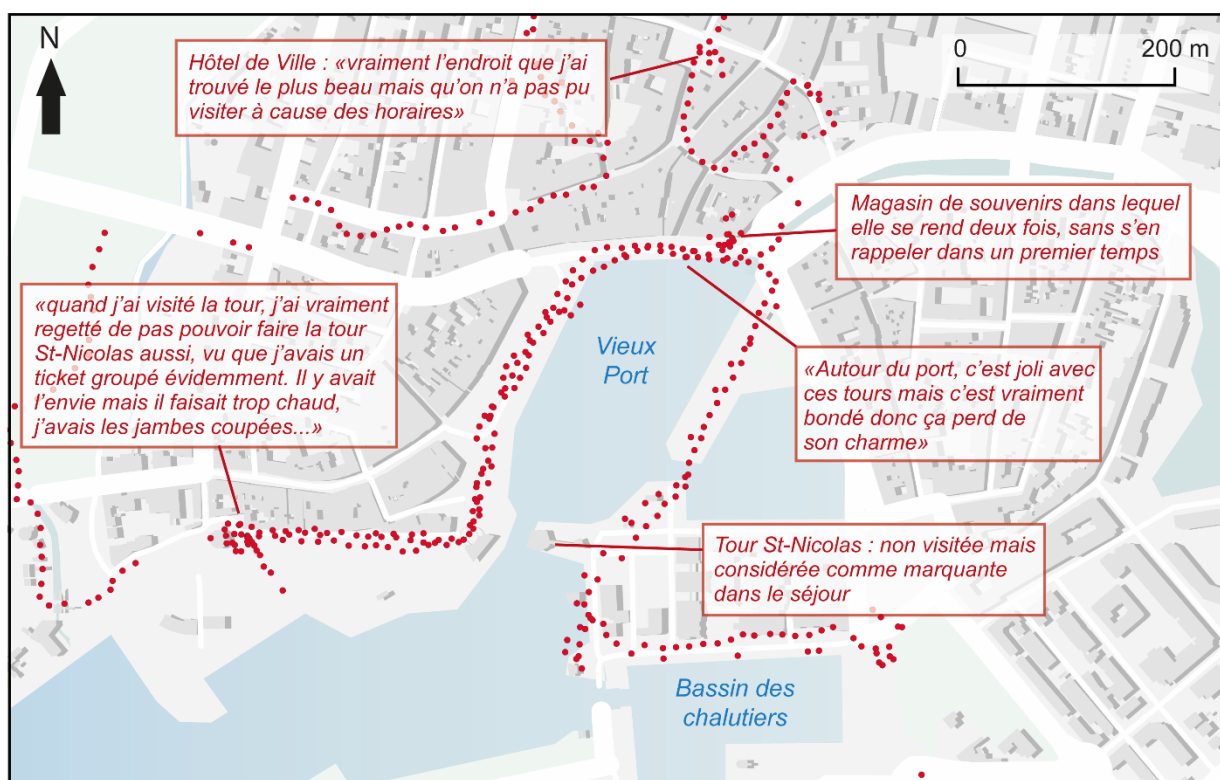 N
Hôtel de Ville : «vraiment l'endroit que j'ai
trouvé le plus beau mais qu'on n'a pas pu
visiter à cause des horaires»
0 200 m
Magasin de souvenirs dans lequel
elle se rend deux fois, sans s'en
rappeler dans un premier temps
«quand j'ai visité la tour, j'ai vraiment
regetté de pas pouvoir faire la tour
St-Nicolas aussi, vu que j'avais un
ticket groupé évidemment. Il y avait
l'envie mais il faisait trop chaud,
j'avais les jambes coupées...»
Vieux
Port
«Autour du port, c'est joli avec
ces tours mais c'est vraiment
bondé donc ça perd de
son charme»
Tour St-Nicolas : non visitée mais
considérée comme marquante
dans le séjour
Bassin des
chalutiers